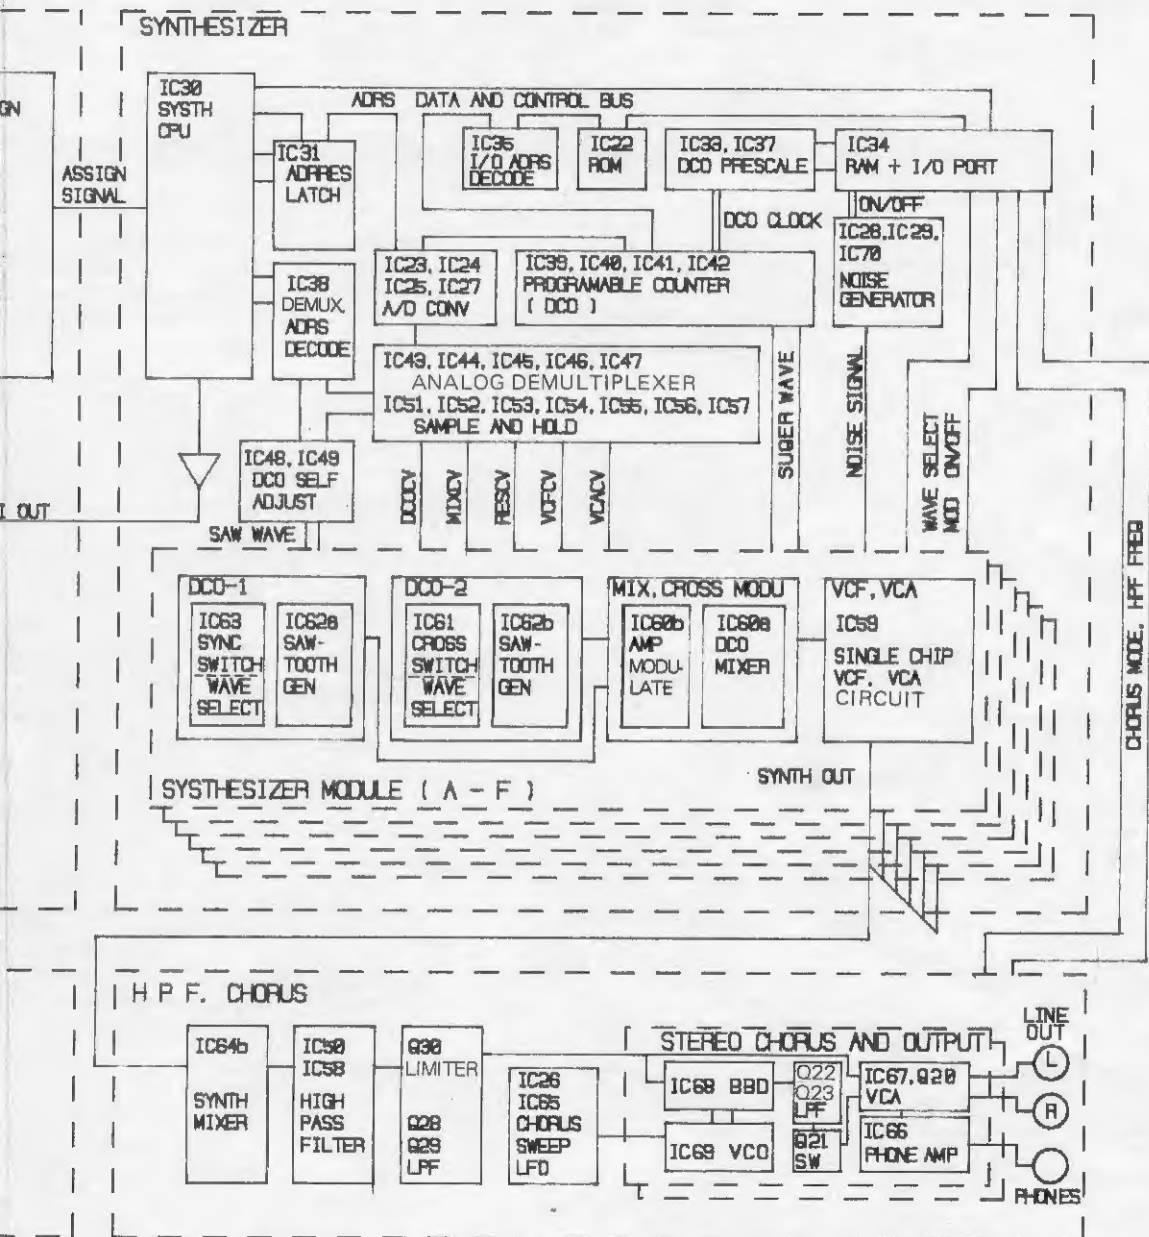 SYNTHESIZER
IC30
SYSTH
CPU
ADRS DATA AND CONTROL BUS
GN
ASSIGN
SIGNAL
IC31
ADRRES
LATCH
IC35
I/O ADRS
DECODE
IC22
ROM
IC33, IC37
DCO PRESCALE
IC34
RAM + I/O PORT
DCO CLOCK
ON/OFF
IC38
DEMUX.
ADRS
DECODE
IC23, IC24
IC25, IC27
A/D CONV
IC39, IC40, IC41, IC42
PROGRAMABLE COUNTER
( DCO )
IC28, IC29,
IC70
NOISE
GENERATOR
IC43, IC44, IC45, IC46, IC47
ANALOG DEMULTIPLEXER
IC51, IC52, IC53, IC54, IC55, IC56, IC57
SAMPLE AND HOLD
IC48, IC49
DCO SELF
ADJUST
I OUT
SAW WAVE
DCOCV
MIXCV
RESCV
VCFCV
VCACV
SUQER WAVE
NOISE SIGNAL
WAVE SELECT
MOD ON/OFF
CHORUS MODE, HPF FREQ
DCO-1
IC63
SYNC
SWITCH
WAVE
SELECT
IC62a
SAW-
TOOTH
GEN
DCO-2
IC61
CROSS
SWITCH
WAVE
SELECT
IC62b
SAW-
TOOTH
GEN
MIX, CROSS MODU
IC60b
AMP
MODU-
LATE
IC60a
DCO
MIXER
VCF, VCA
IC59
SINGLE CHIP
VCF. VCA
CIRCUIT
SYSTHESIZER MODULE ( A - F )
SYNTH OUT
H P F. CHORUS
IC64b
SYNTH
MIXER
IC50
IC58
HIGH
PASS
FILTER
Q30
LIMITER
Q28
Q29
LPF
IC26
IC65
CHORUS
SWEEP
LFO
STEREO CHORUS AND OUTPUT
IC68 BBD
IC69 VCO
Q22
Q23
LPF
Q21
SW
IC67, Q20
VCA
IC66
PHONE AMP
LINE
OUT
L
R
PHONES